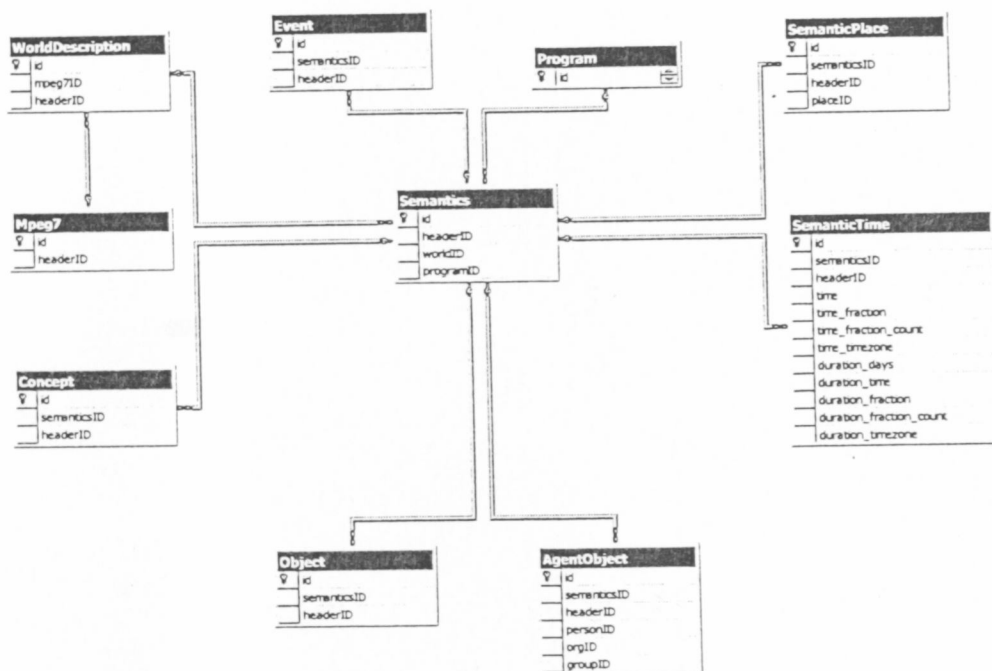 WorldDescription
id
mpeg7ID
headerID
Event
id
semanticsID
headerID
Program
id
SemanticPlace
id
semanticsID
headerID
placeID
Mpeg7
id
headerID
Semantics
id
headerID
worldID
programID
SemanticTime
id
semanticsID
headerID
time
time_fraction
time_fraction_count
time_timezone
duration_days
duration_time
duration_fraction
duration_fraction_count
duration_timezone
Concept
id
semanticsID
headerID
Object
id
semanticsID
headerID
AgentObject
id
semanticsID
headerID
personID
orgID
groupID